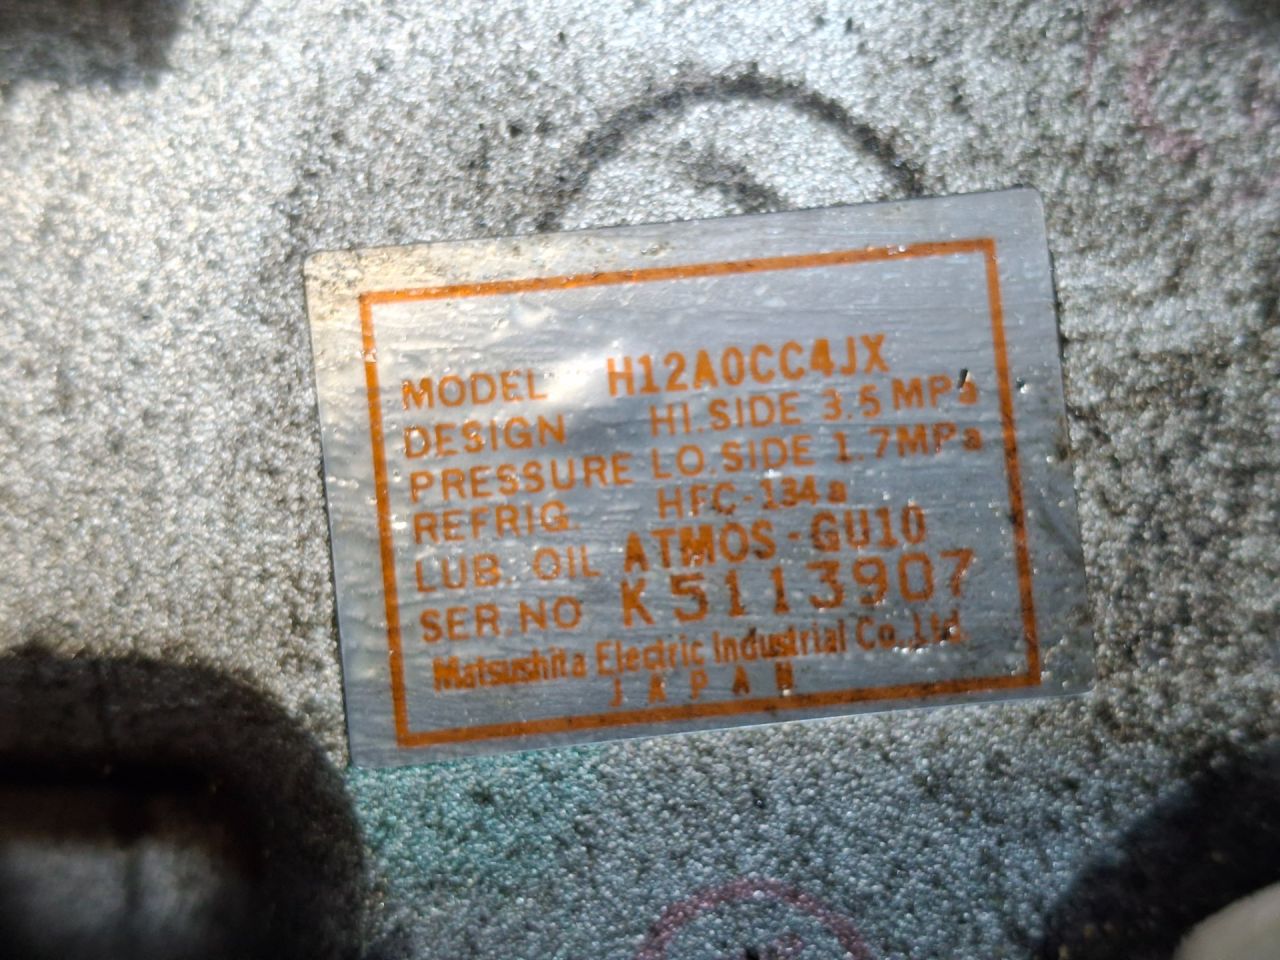 MODEL H12A0CC4JX
DESIGN HI.SIDE 3.5 MPa
PRESSURE LO.SIDE 1.7MPa
REFRIG. HFC-134a
LUB. OIL ATMOS-GU10
SER.NO K5113907
Matsushita Electric Industrial Co.,Ltd.
JAPAN